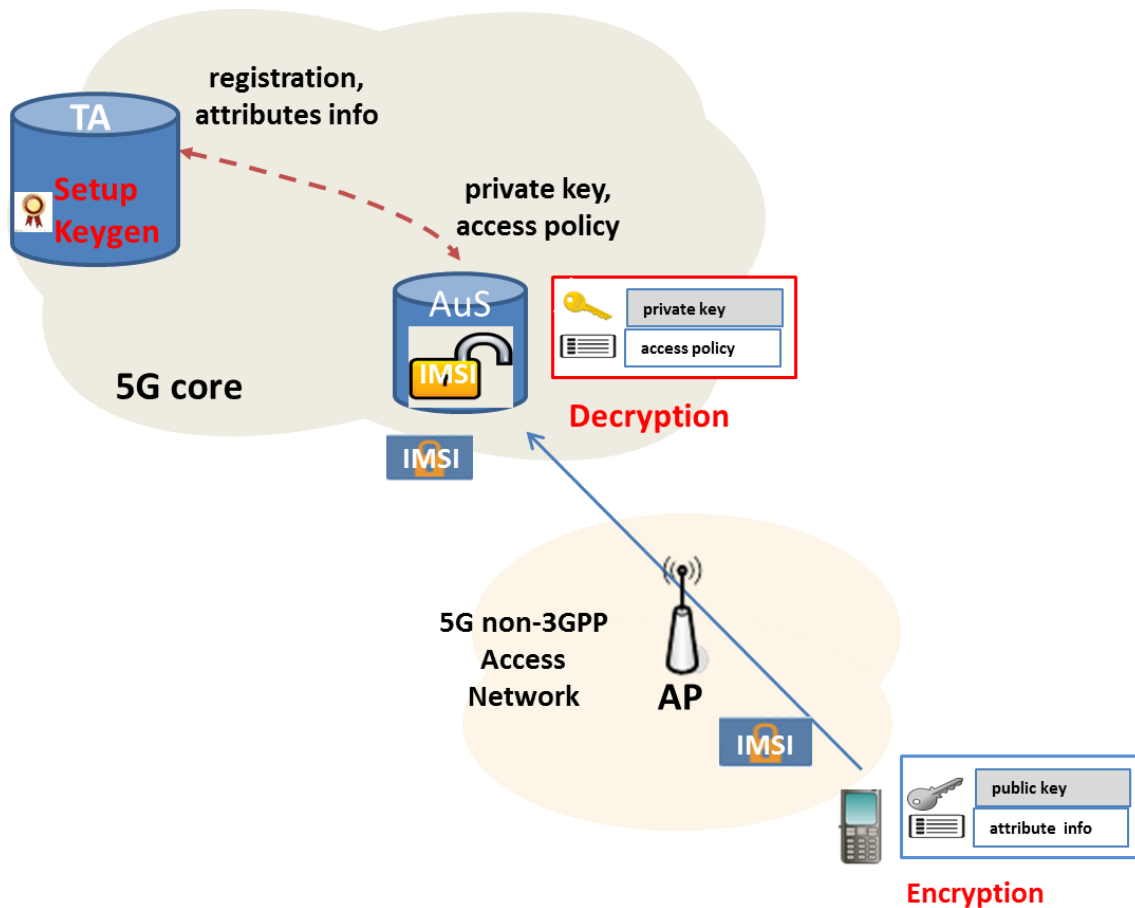 registration,
attributes info
TA
Setup
Keygen
private key,
access policy
AuS
IMSI
private key
access policy
5G core
Decryption
IMSI
5G non-3GPP
Access
Network
AP
IMSI
public key
attribute info
Encryption